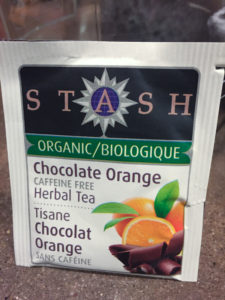 STASH
ORGANIC/BIOLOGIQUE
Chocolate Orange
CAFFEINE FREE
Herbal Tea
Tisane
Chocolat
Orange
SANS CAFÉINE